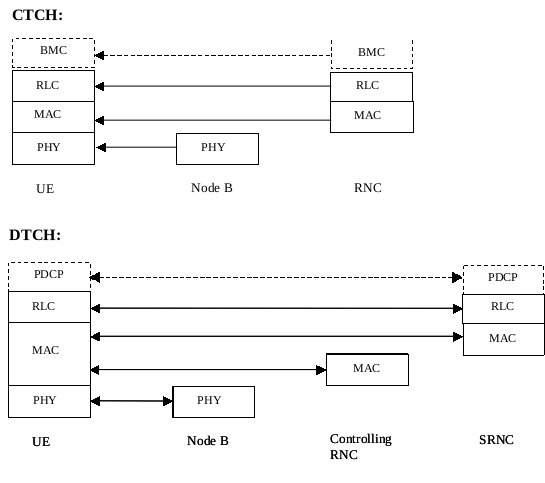 CTCH:
BMC BMC
RLC RLC
MAC MAC
PHY PHY
UE Node B RNC
DTCH:
PDCP PDCP
RLC RLC
MAC MAC
MAC
PHY PHY
UE Node B Controlling RNC SRNC